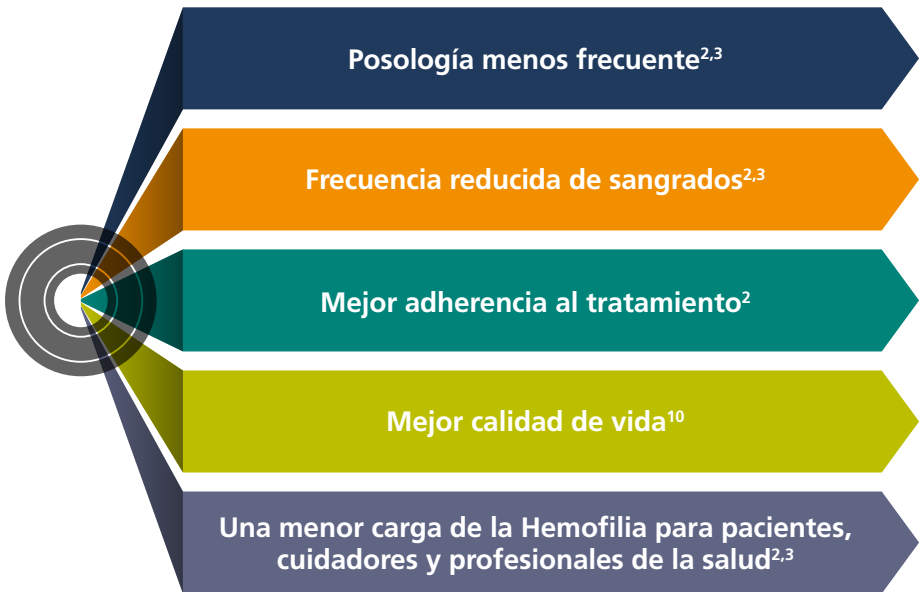 Posología menos frecuente²,³
Frecuencia reducida de sangrados²,³
Mejor adherencia al tratamiento²
Mejor calidad de vida¹⁰
Una menor carga de la Hemofilia para pacientes,
cuidadores y profesionales de la salud²,³